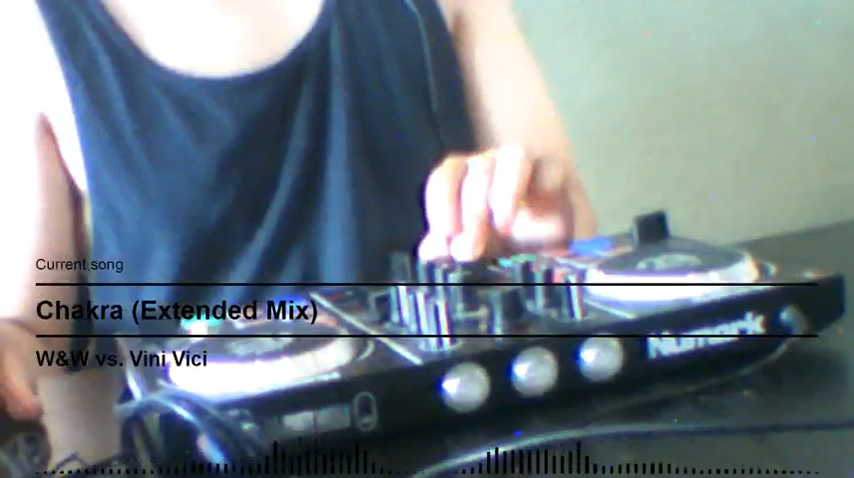 Current song
Chakra (Extended Mix)
W&W vs. Vini Vici
Numark